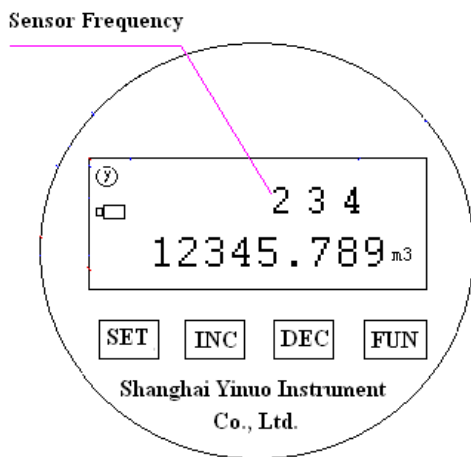 Sensor Frequency
y
2 3 4
12345.789 m3
SET INC DEC FUN
Shanghai Yinuo Instrument
Co., Ltd.